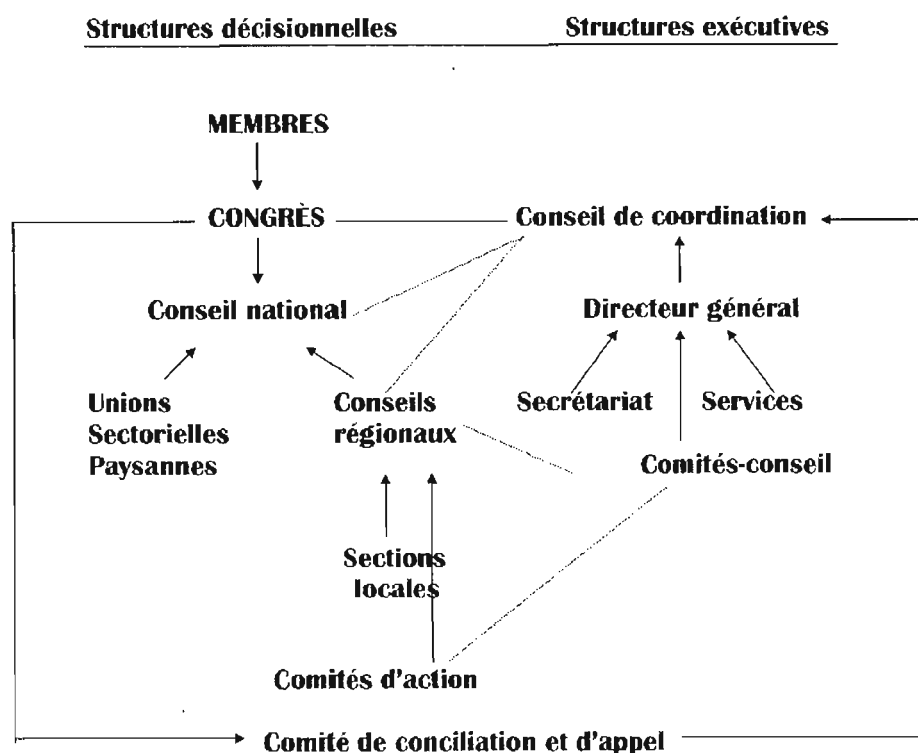 Structures décisionnelles
Structures exécutives
MEMBRES
CONGRÈS
Conseil de coordination
Conseil national
Directeur général
Unions
Sectorielles
Paysannes
Conseils
régionaux
Secrétariat
Services
Comités-conseil
Sections
locales
Comités d'action
Comité de conciliation et d'appel